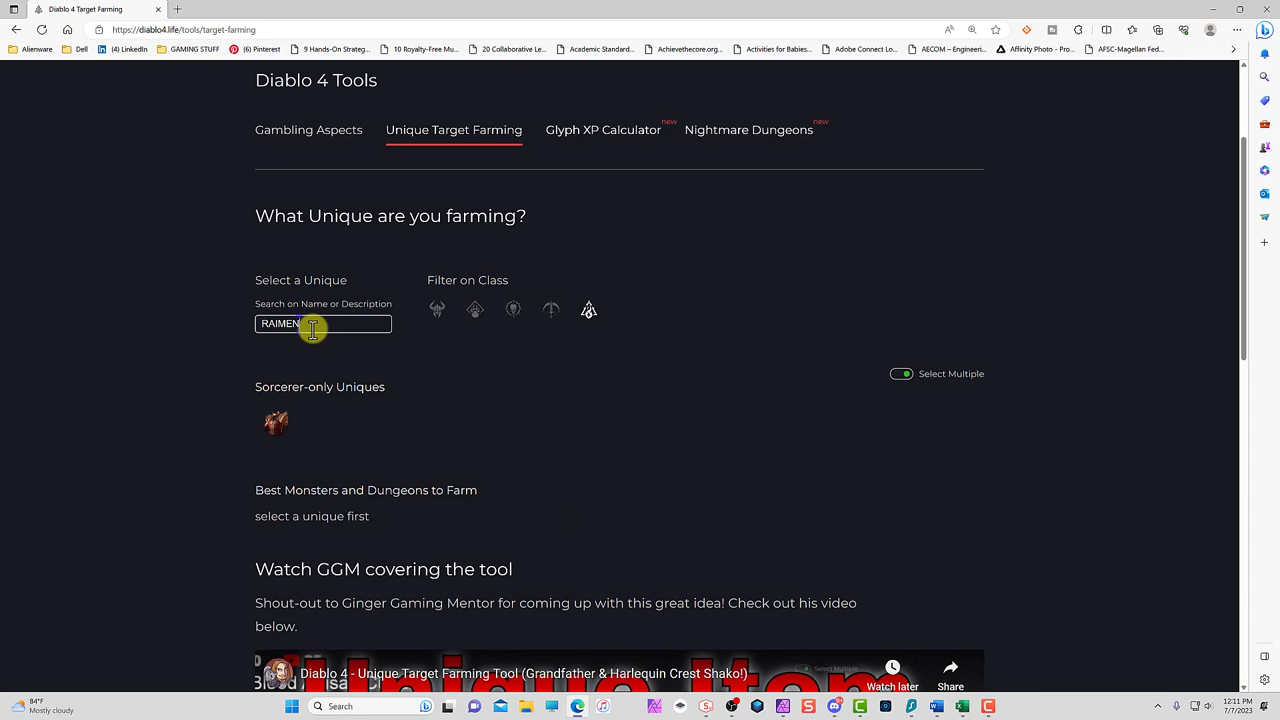 Diablo 4 Target Farming
https://diablo4.life/tools/target-farming
Alienware
Dell
(4) LinkedIn
GAMING STUFF
(1) Pinterest
9 Hands-On Strateg...
10 Royalty-Free Mu...
20 Collaborative Le...
Academic Standard...
Achievethecore.org...
Activities for Babies...
Adobe Connect Lo...
AECOM – Engineeri...
Affinity Photo - Pro...
AFSC-Magellan Fed...
Diablo 4 Tools
Gambling Aspects
Unique Target Farming
Glyph XP Calculator
new
Nightmare Dungeons
new
What Unique are you farming?
Select a Unique
Filter on Class
Search on Name or Description
RAIMEN
Select Multiple
Sorcerer-only Uniques
Best Monsters and Dungeons to Farm
select a unique first
Watch GGM covering the tool
Shout-out to Ginger Gaming Mentor for coming up with this great idea! Check out his video
below.
Diablo 4 - Unique Target Farming Tool (Grandfather & Harlequin Crest Shako!)
Select Multiple
Watch later
Share
84°F
Mostly cloudy
Search
12:11 PM
7/7/2023